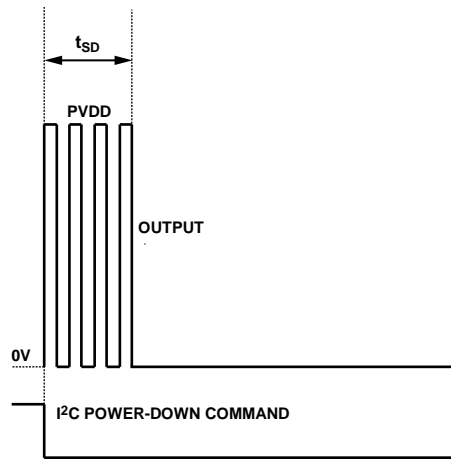 tSD
PVDD
OUTPUT
0V
I²C POWER-DOWN COMMAND